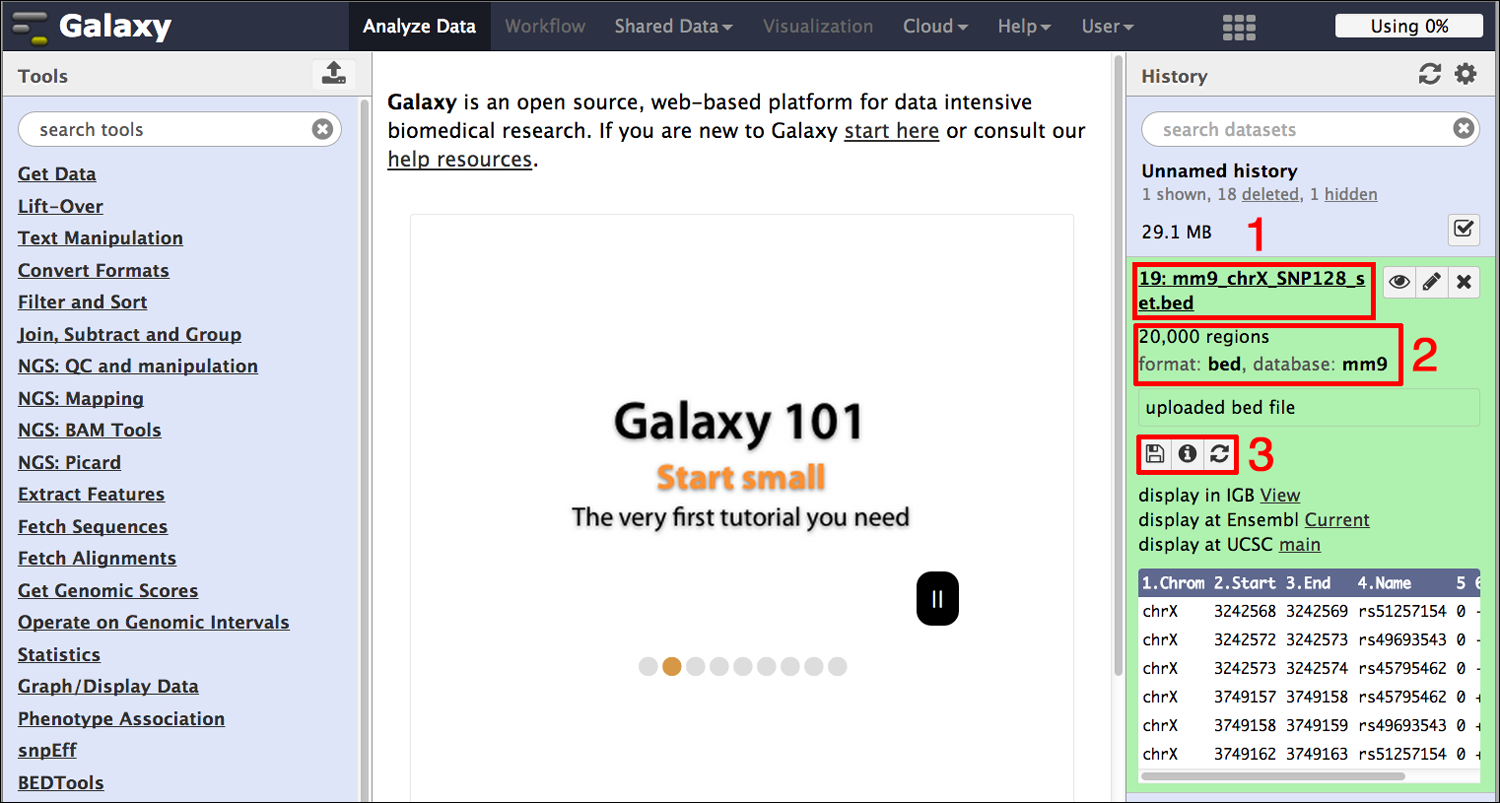 Galaxy
Analyze Data
Workflow
Shared Data
Visualization
Cloud
Help
User
Using 0%
Tools
search tools
Get Data
Lift-Over
Text Manipulation
Convert Formats
Filter and Sort
Join, Subtract and Group
NGS: QC and manipulation
NGS: Mapping
NGS: BAM Tools
NGS: Picard
Extract Features
Fetch Sequences
Fetch Alignments
Get Genomic Scores
Operate on Genomic Intervals
Statistics
Graph/Display Data
Phenotype Association
snpEff
BEDTools
Galaxy is an open source, web-based platform for data intensive
biomedical research. If you are new to Galaxy start here or consult our
help resources.
Galaxy 101
Start small
The very first tutorial you need
History
search datasets
Unnamed history
1 shown, 18 deleted, 1 hidden
29.1 MB
1
19: mm9_chrX_SNP128_s
et.bed
20,000 regions
format: bed, database: mm9
2
uploaded bed file
3
display in IGB View
display at Ensembl Current
display at UCSC main
1.Chrom 2.Start 3.End 4.Name 5 6
chrX 3242568 3242569 rs51257154 0 -
chrX 3242572 3242573 rs49693543 0 -
chrX 3242573 3242574 rs45795462 0 -
chrX 3749157 3749158 rs45795462 0 +
chrX 3749158 3749159 rs49693543 0 +
chrX 3749162 3749163 rs51257154 0 +